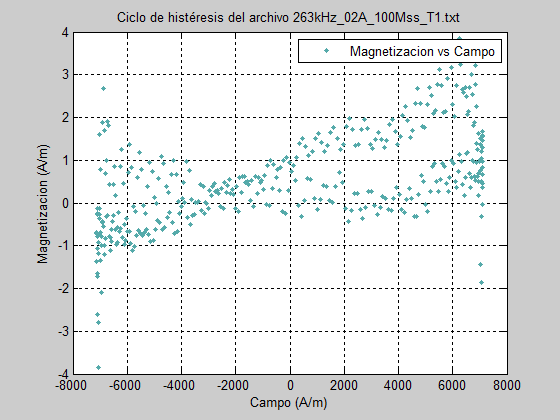 Ciclo de histéresis del archivo 263kHz_02A_100Mss_T1.txt
Magnetizacion vs Campo
4
3
2
1
0
-1
-2
-3
-4
Magnetizacion (A/m)
-8000 -6000 -4000 -2000 0 2000 4000 6000 8000
Campo (A/m)